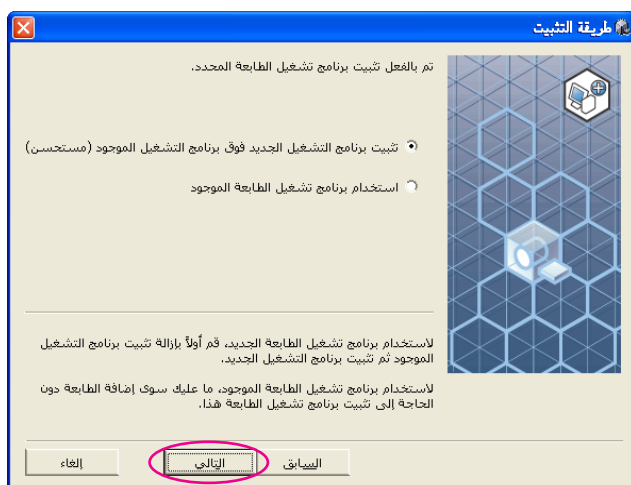 طريقة التثبيت
تم بالفعل تثبيت برنامج تشغيل الطابعة المحدد.
تثبيت برنامج التشغيل الجديد فوق برنامج التشغيل الموجود (مستحسن)
استخدام برنامج تشغيل الطابعة الموجود
لاستخدام برنامج تشغيل الطابعة الجديد، قم أولاً بإزالة تثبيت برنامج التشغيل
الموجود ثم تثبيت برنامج التشغيل الجديد.
لاستخدام برنامج تشغيل الطابعة الموجود، ما عليك سوى إضافة الطابعة دون
الحاجة إلى تثبيت برنامج تشغيل الطابعة هذا.
السابق
التالي
إلغاء